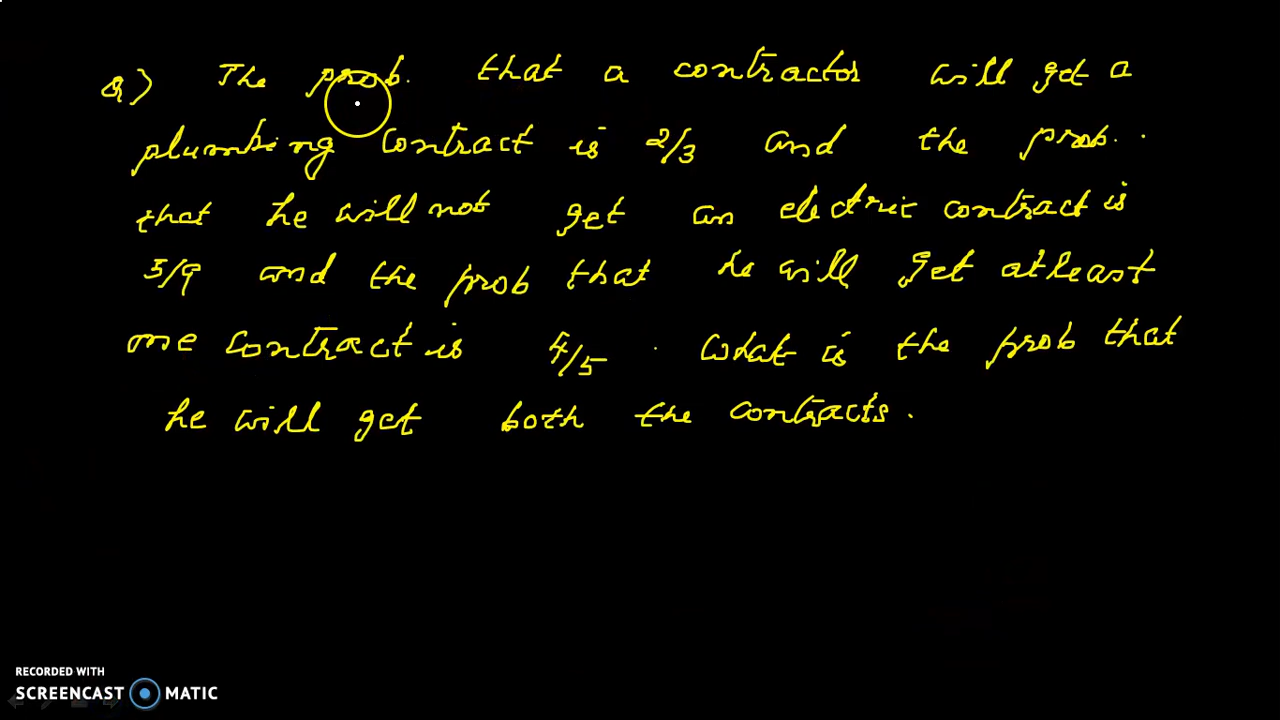 Q) The prob. that a contractor will get a
plumbing contract is 2/3 and the prob.
that he will not get an electric contract is
5/9 and the prob that he will get atleast
one contract is 4/5. What is the prob that
he will get both the contracts.
RECORDED WITH
SCREENCAST MATIC